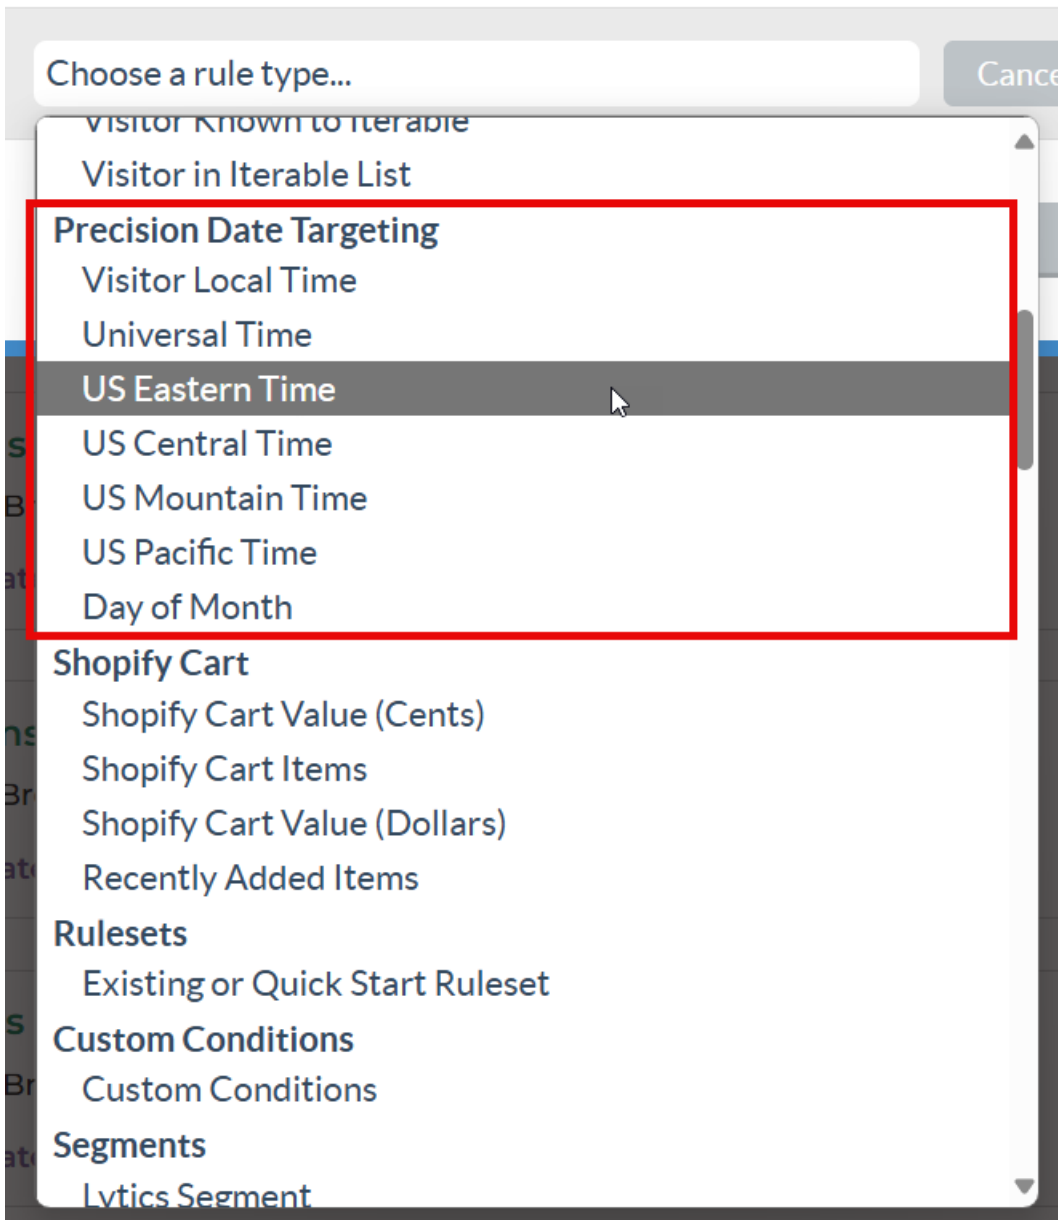 Choose a rule type...
Cance
Visitor Known to Iterable
Visitor in Iterable List
Precision Date Targeting
Visitor Local Time
Universal Time
US Eastern Time
US Central Time
US Mountain Time
US Pacific Time
Day of Month
Shopify Cart
Shopify Cart Value (Cents)
Shopify Cart Items
Shopify Cart Value (Dollars)
Recently Added Items
Rulesets
Existing or Quick Start Ruleset
Custom Conditions
Custom Conditions
Segments
Lytics Segment